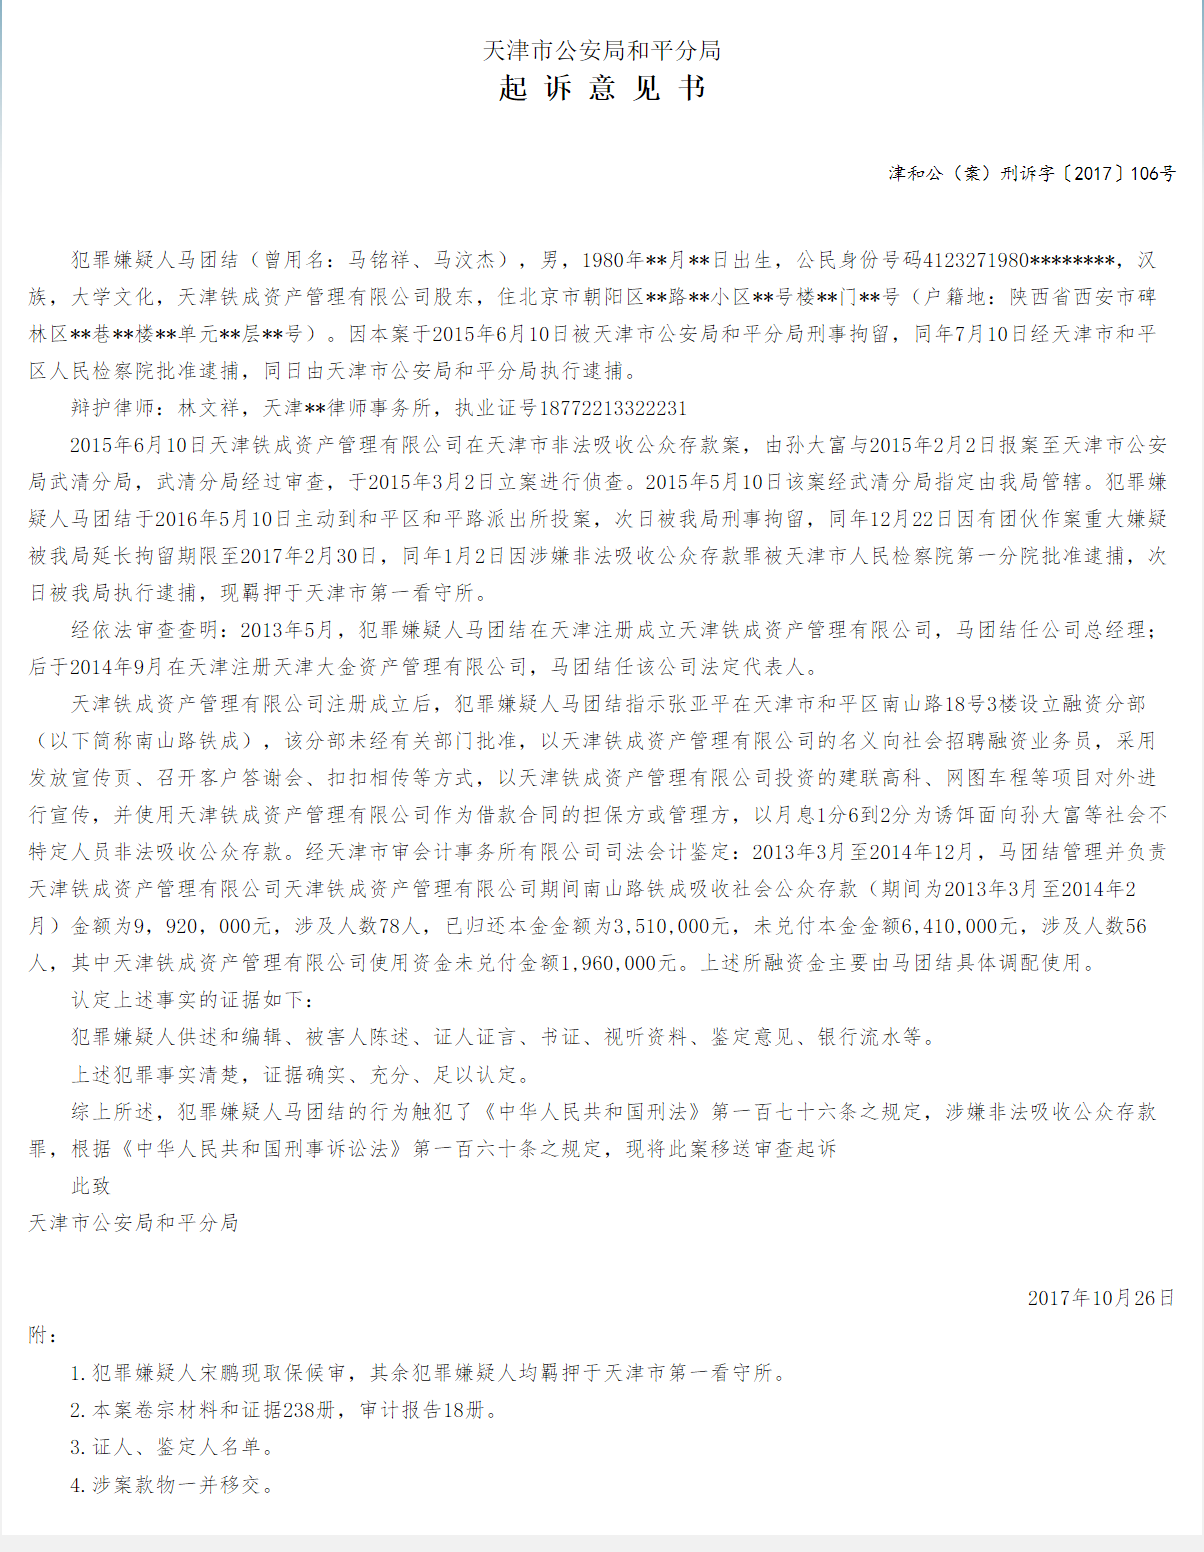 天津市公安局和平分局
起 诉 意 见 书
津和公（案）刑诉字〔2017〕106号
犯罪嫌疑人马团结（曾用名：马铭祥、马汶杰），男，1980年**月**日出生，公民身份号码4123271980********，汉
族，大学文化，天津铁成资产管理有限公司股东，住北京市朝阳区**路**小区**号楼**门**号（户籍地：陕西省西安市碑
林区**巷**楼**单元**层**号）。因本案于2015年6月10日被天津市公安局和平分局刑事拘留，同年7月10日经天津市和平
区人民检察院批准逮捕，同日由天津市公安局和平分局执行逮捕。
辩护律师：林文祥，天津**律师事务所，执业证号18772213322231
2015年6月10日天津铁成资产管理有限公司在天津市非法吸收公众存款案，由孙大富与2015年2月2日报案至天津市公安
局武清分局，武清分局经过审查，于2015年3月2日立案进行侦查。2015年5月10日该案经武清分局指定由我局管辖。犯罪嫌
疑人马团结于2016年5月10日主动到和平区和平路派出所投案，次日被我局刑事拘留，同年12月22日因有团伙作案重大嫌疑
被我局延长拘留期限至2017年2月30日，同年1月2日因涉嫌非法吸收公众存款罪被天津市人民检察院第一分院批准逮捕，次
日被我局执行逮捕，现羁押于天津市第一看守所。
经依法审查查明：2013年5月，犯罪嫌疑人马团结在天津注册成立天津铁成资产管理有限公司，马团结任公司总经理；
后于2014年9月在天津注册天津大金资产管理有限公司，马团结任该公司法定代表人。
天津铁成资产管理有限公司注册成立后，犯罪嫌疑人马团结指示张亚平在天津市和平区南山路18号3楼设立融资分部
（以下简称南山路铁成），该分部未经有关部门批准，以天津铁成资产管理有限公司的名义向社会招聘融资业务员，采用
发放宣传页、召开客户答谢会、扣扣相传等方式，以天津铁成资产管理有限公司投资的建联高科、网图车程等项目对外进
行宣传，并使用天津铁成资产管理有限公司作为借款合同的担保方或管理方，以月息1分6到2分为诱饵面向孙大富等社会不
特定人员非法吸收公众存款。经天津市审会计事务所有限公司司法会计鉴定：2013年3月至2014年12月，马团结管理并负责
天津铁成资产管理有限公司天津铁成资产管理有限公司期间南山路铁成吸收社会公众存款（期间为2013年3月至2014年2
月）金额为9，920，000元，涉及人数78人，已归还本金金额为3,510,000元，未兑付本金金额6,410,000元，涉及人数56
人，其中天津铁成资产管理有限公司使用资金未兑付金额1,960,000元。上述所融资金主要由马团结具体调配使用。
认定上述事实的证据如下：
犯罪嫌疑人供述和编辑、被害人陈述、证人证言、书证、视听资料、鉴定意见、银行流水等。
上述犯罪事实清楚，证据确实、充分、足以认定。
综上所述，犯罪嫌疑人马团结的行为触犯了《中华人民共和国刑法》第一百七十六条之规定，涉嫌非法吸收公众存款
罪，根据《中华人民共和国刑事诉讼法》第一百六十条之规定，现将此案移送审查起诉
此致
天津市公安局和平分局
2017年10月26日
附：
1.犯罪嫌疑人宋鹏现取保候审，其余犯罪嫌疑人均羁押于天津市第一看守所。
2.本案卷宗材料和证据238册，审计报告18册。
3.证人、鉴定人名单。
4.涉案款物一并移交。